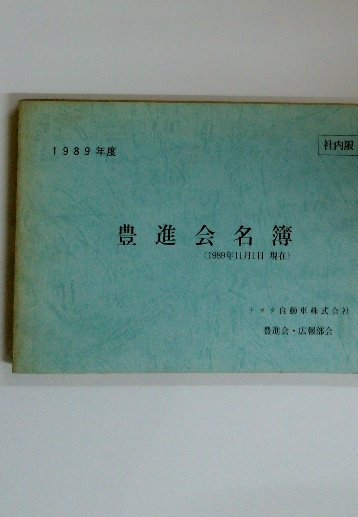 1989年度
社内限
豊進会名簿
(1989年11月1日 現在)
トヨタ自動車株式会社
豊進会・広報部会